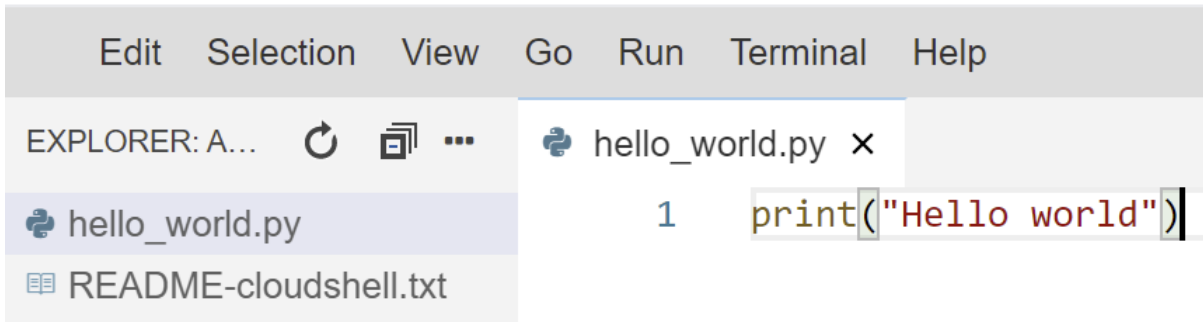 Edit Selection View Go Run Terminal Help
EXPLORER: A...
hello_world.py
README-cloudshell.txt
hello_world.py ×
1 print("Hello world")